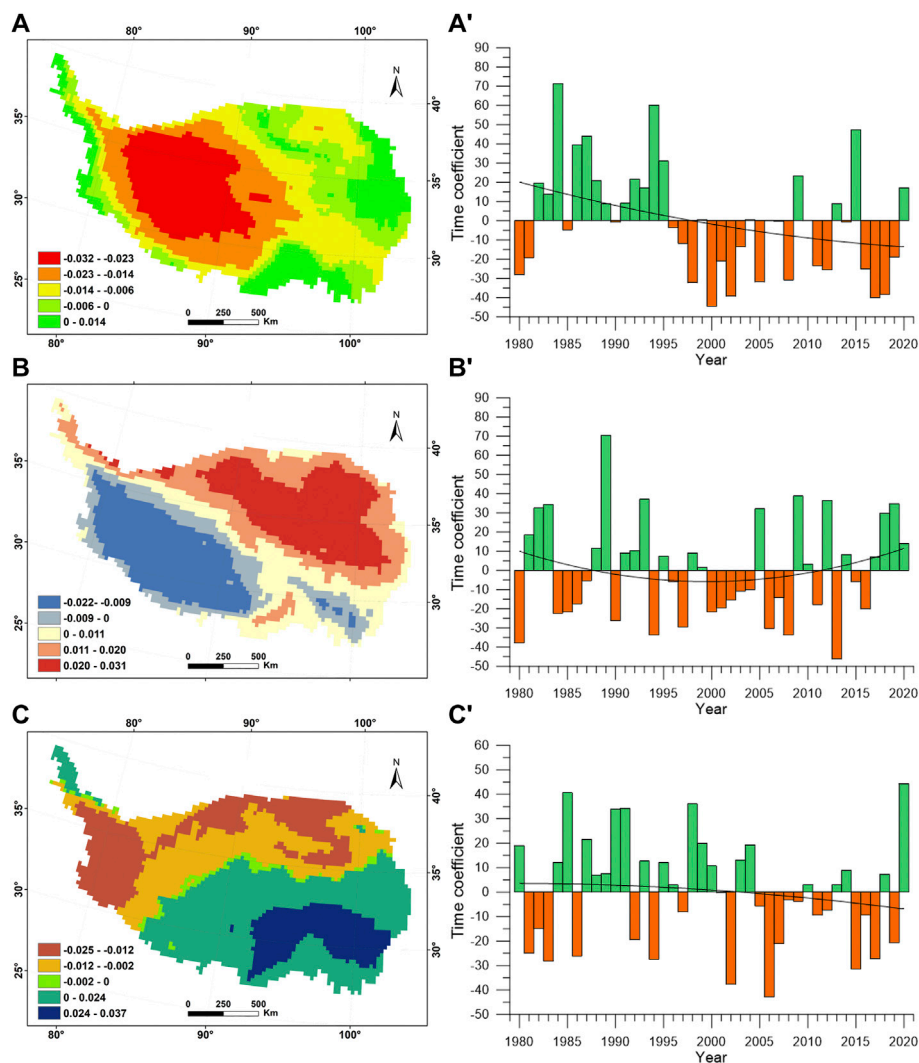 A
80° 90° 100°
N
40°
35°
35°
30°
30°
25°
-0.032 - -0.023
-0.023 - -0.014
-0.014 - -0.006
-0.006 - 0
0 - 0.014
0 250 500
Km
80° 90° 100°
A'
90
80
70
60
50
40
30
20
10
0
-10
-20
-30
-40
-50
Time coefficient
1980 1985 1990 1995 2000 2005 2010 2015 2020
Year
B
N
40°
35°
35°
30°
30°
25°
-0.022- -0.009
-0.009 - 0
0 - 0.011
0.011 - 0.020
0.020 - 0.031
0 250 500
Km
B'
90
80
70
60
50
40
30
20
10
0
-10
-20
-30
-40
-50
Time coefficient
1980 1985 1990 1995 2000 2005 2010 2015 2020
Year
C
80° 90° 100°
N
40°
35°
35°
30°
30°
25°
-0.025 - -0.012
-0.012 - -0.002
-0.002 - 0
0 - 0.024
0.024 - 0.037
0 250 500
Km
80° 90° 100°
C'
60
50
40
30
20
10
0
-10
-20
-30
-40
-50
Time coefficient
1980 1985 1990 1995 2000 2005 2010 2015 2020
Year